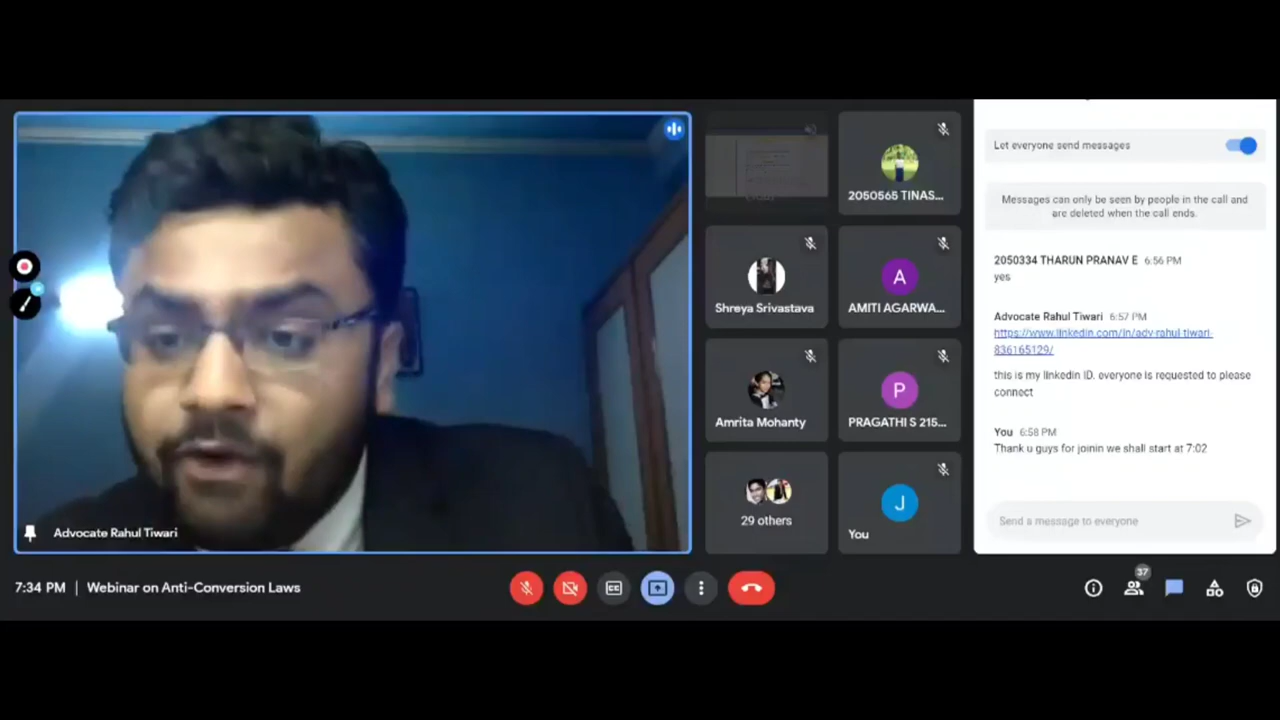 2050565 TINAS...
Shreya Srivastava
AMITI AGARWA...
A
Amrita Mohanty
PRAGATHI S 215...
P
29 others
J
You
Advocate Rahul Tiwari
7:34 PM | Webinar on Anti-Conversion Laws
CC
37
Let everyone send messages
Messages can only be seen by people in the call and
are deleted when the call ends.
2050334 THARUN PRANAV E 6:56 PM
yes
Advocate Rahul Tiwari 6:57 PM
https://www.linkedin.com/in/adv-rahul-tiwari-
836165129/
this is my linkedin ID. everyone is requested to please
connect
You 6:58 PM
Thank u guys for joinin we shall start at 7:02
Send a message to everyone